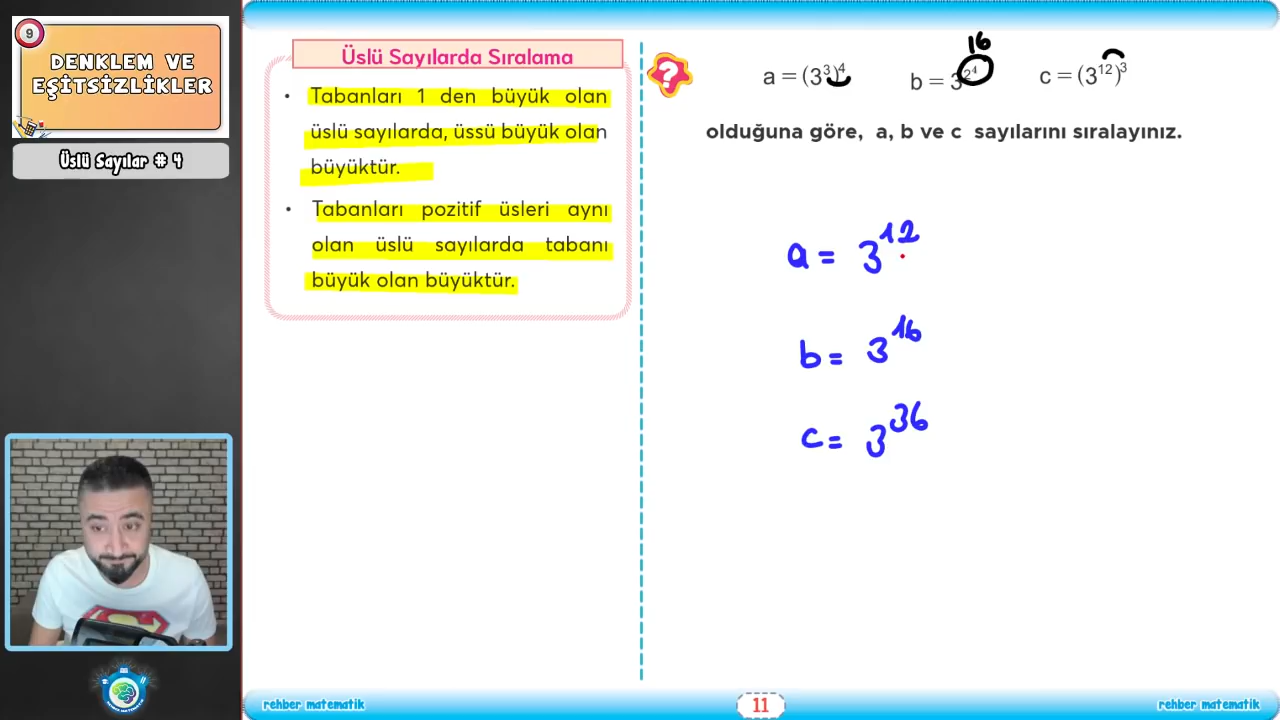 9
DENKLEM VE
EŞİTSİZLİKLER
Üslü Sayılar # 4
Üslü Sayılarda Sıralama
• Tabanları 1 den büyük olan
üslü sayılarda, üssü büyük olan
büyüktür.
• Tabanları pozitif üsleri aynı
olan üslü sayılarda tabanı
büyük olan büyüktür.
?
16
a = (3³)⁴ b = 3^2^4 c = (3¹²)³
olduğuna göre, a, b ve c sayılarını sıralayınız.
a = 3¹²
b = 3¹⁶
c = 3³⁶
rehber matematik 11 rehber matematik